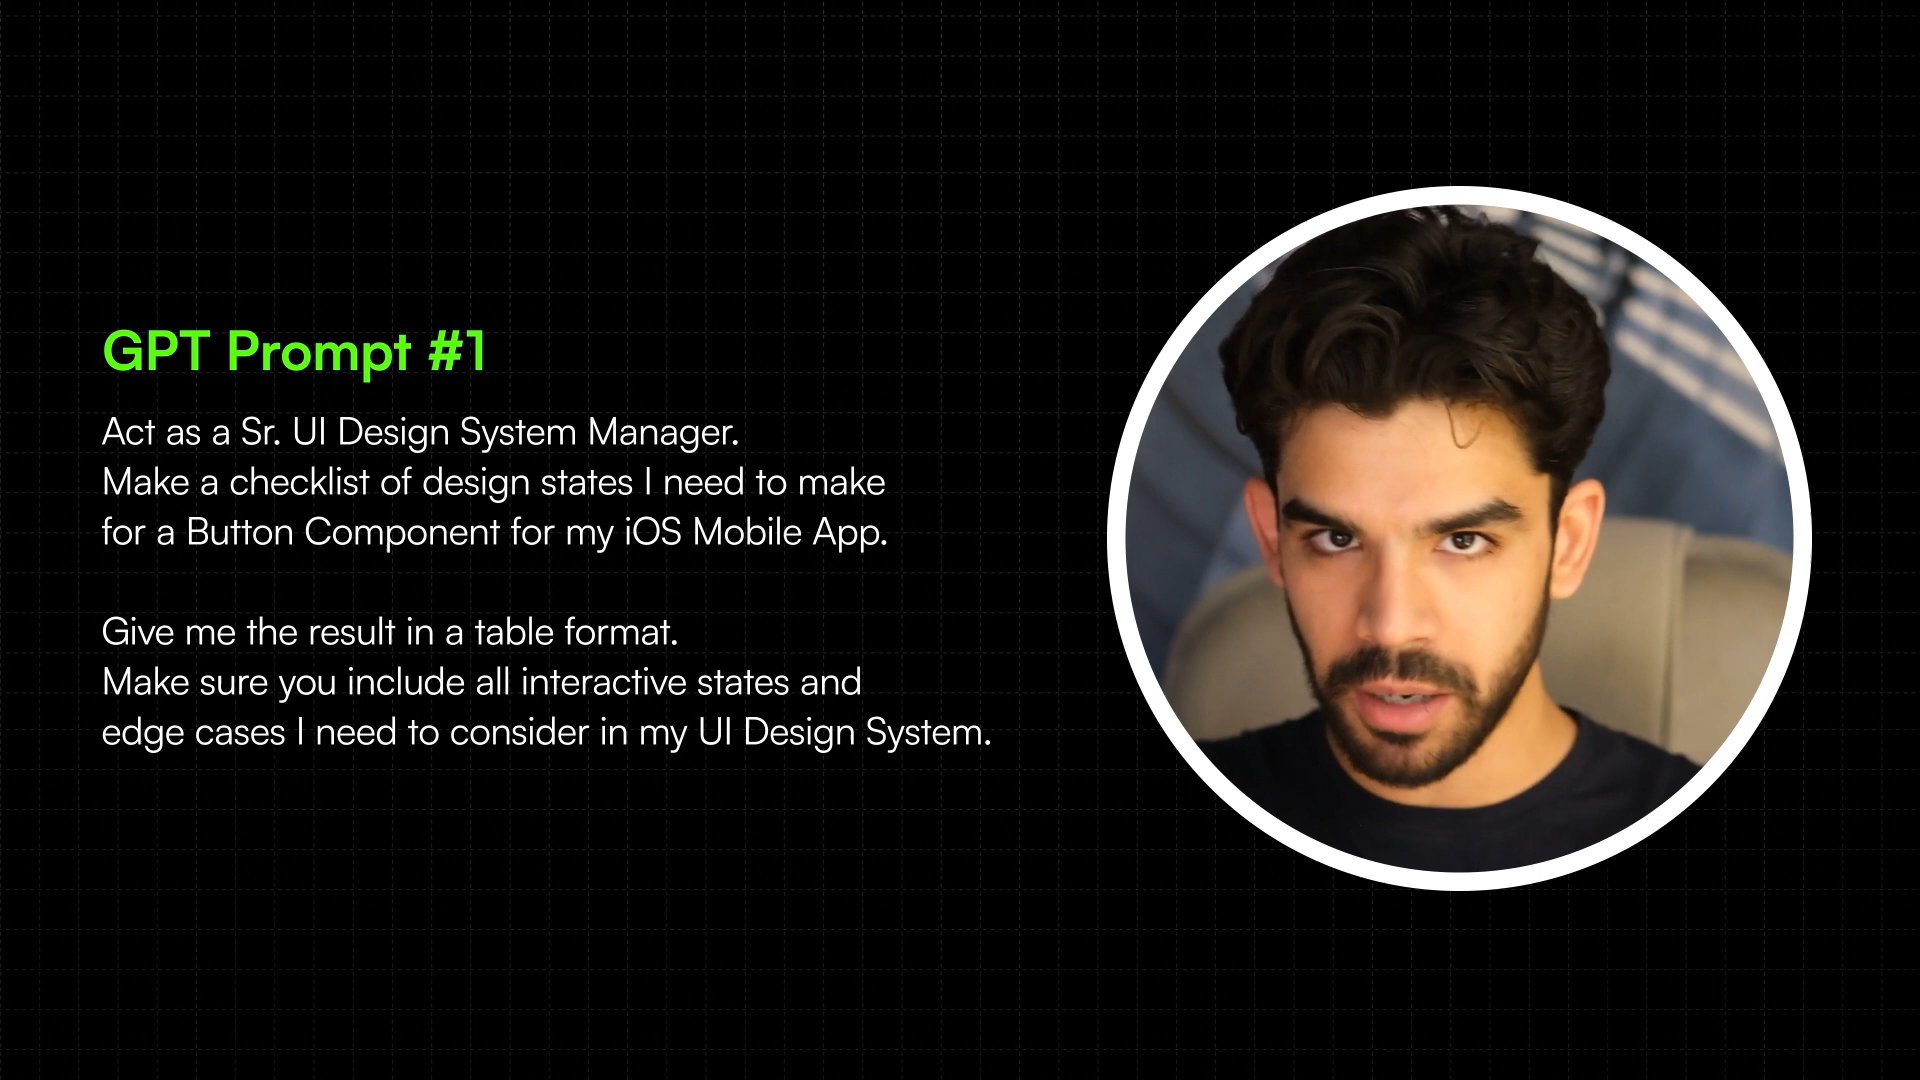 GPT Prompt #1
Act as a Sr. UI Design System Manager.
Make a checklist of design states I need to make
for a Button Component for my iOS Mobile App.
Give me the result in a table format.
Make sure you include all interactive states and
edge cases I need to consider in my UI Design System.